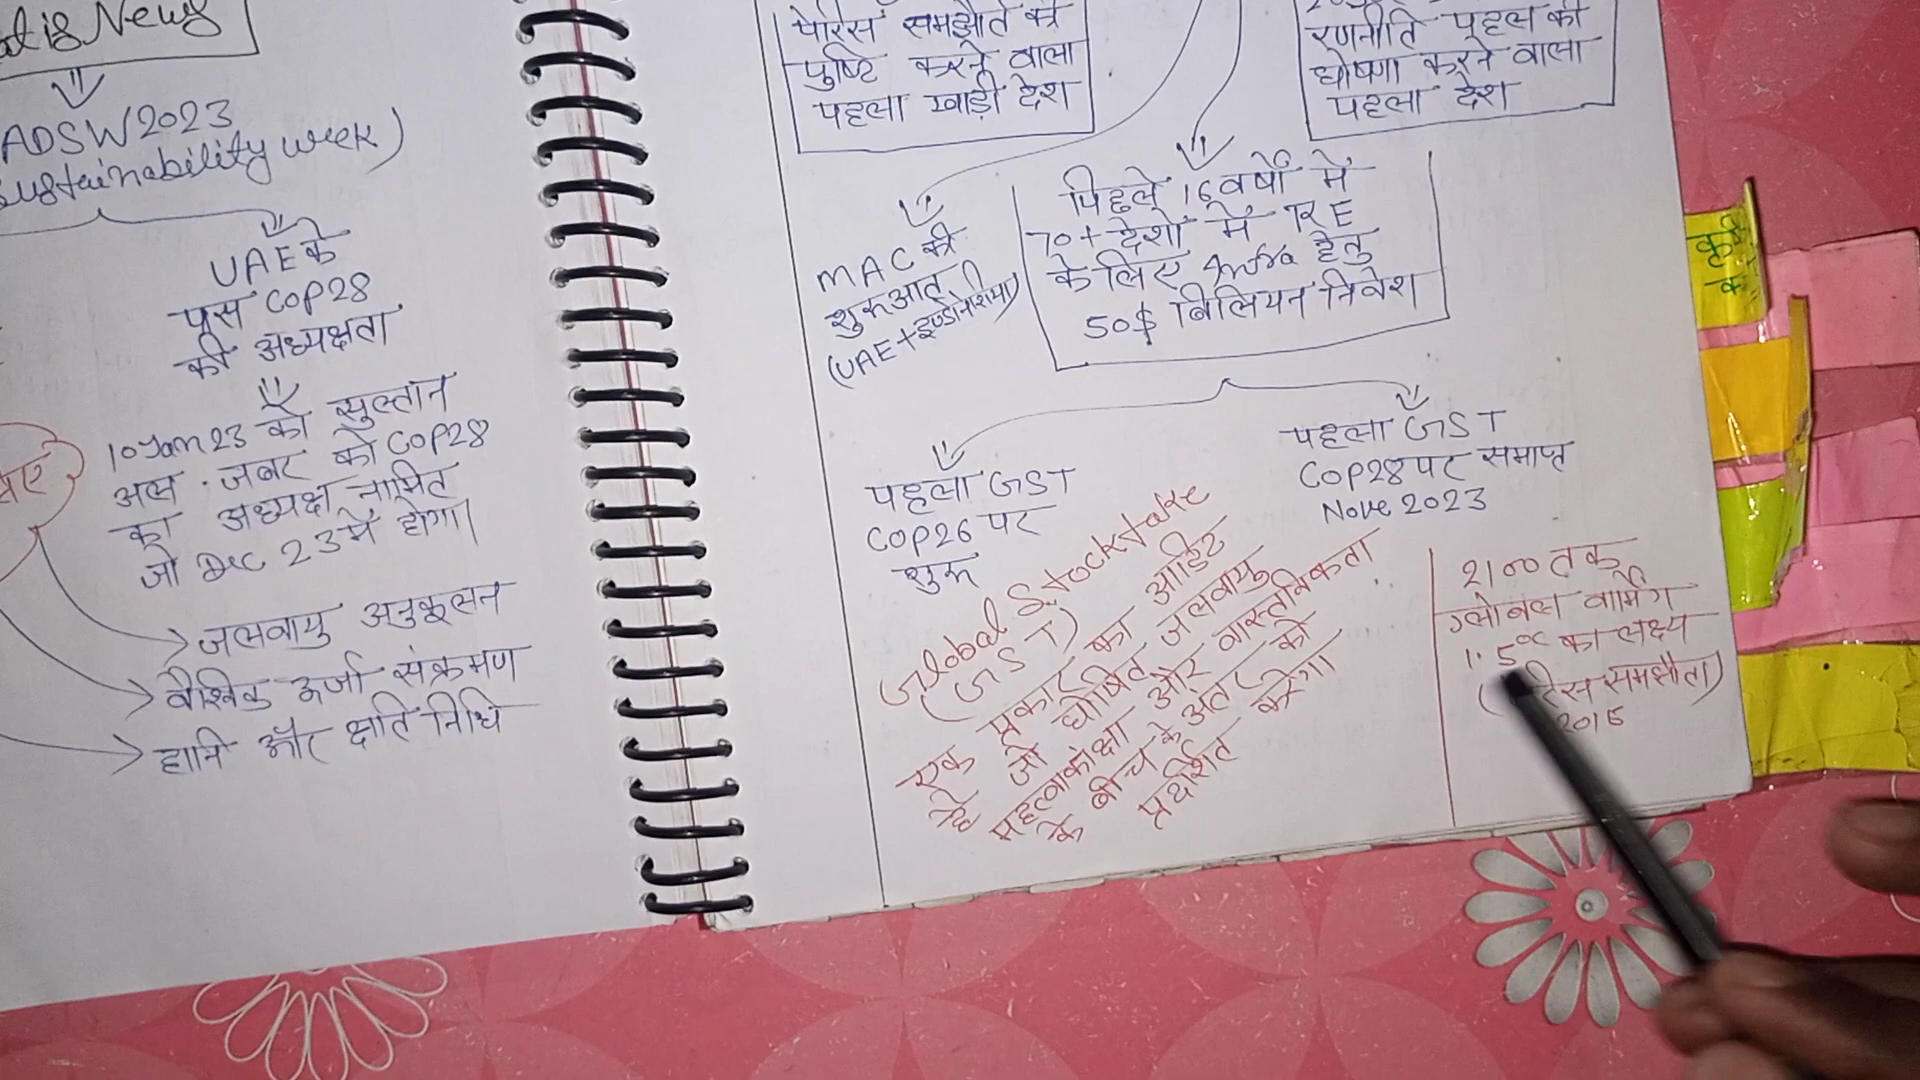 is News
ADSW2023
Sustainability week)
UAE के
पास COP28
की अध्यक्षता
10 Jan 23 को सुल्तान
अल. जबर को COP28
का अध्यक्ष नामित
जो Dec 23 में होगा।
जलवायु अनुकूलन
वैश्विक ऊर्जा संक्रमण
हानि और क्षति निधि
पेरिस समझौते की
पुष्टि करने वाला
पहला खाड़ी देश
रणनीति पहल की
घोषणा करने वाला
पहला देश
MAC की
शुरुआत
(UAE+इण्डोनेशिया)
पिछले 16 वर्षों में
70+ देशों में RE
के लिए Infra हेतु
50$ बिलियन निवेश
पहला GST
COP26 पर
शुरू
पहला GST
COP28 पर समाप्त
Nove 2023
Global Stocktake
(GST)
एक प्रकार का ऑडिट
है जो घोषित जलवायु
महत्वाकांक्षा और वास्तविकता
के बीच के अंतर को
प्रदर्शित करेगा
2100 तक
ग्लोबल वार्मिंग
1.5°C का लक्ष्य
समझौता)
2015
कृषि